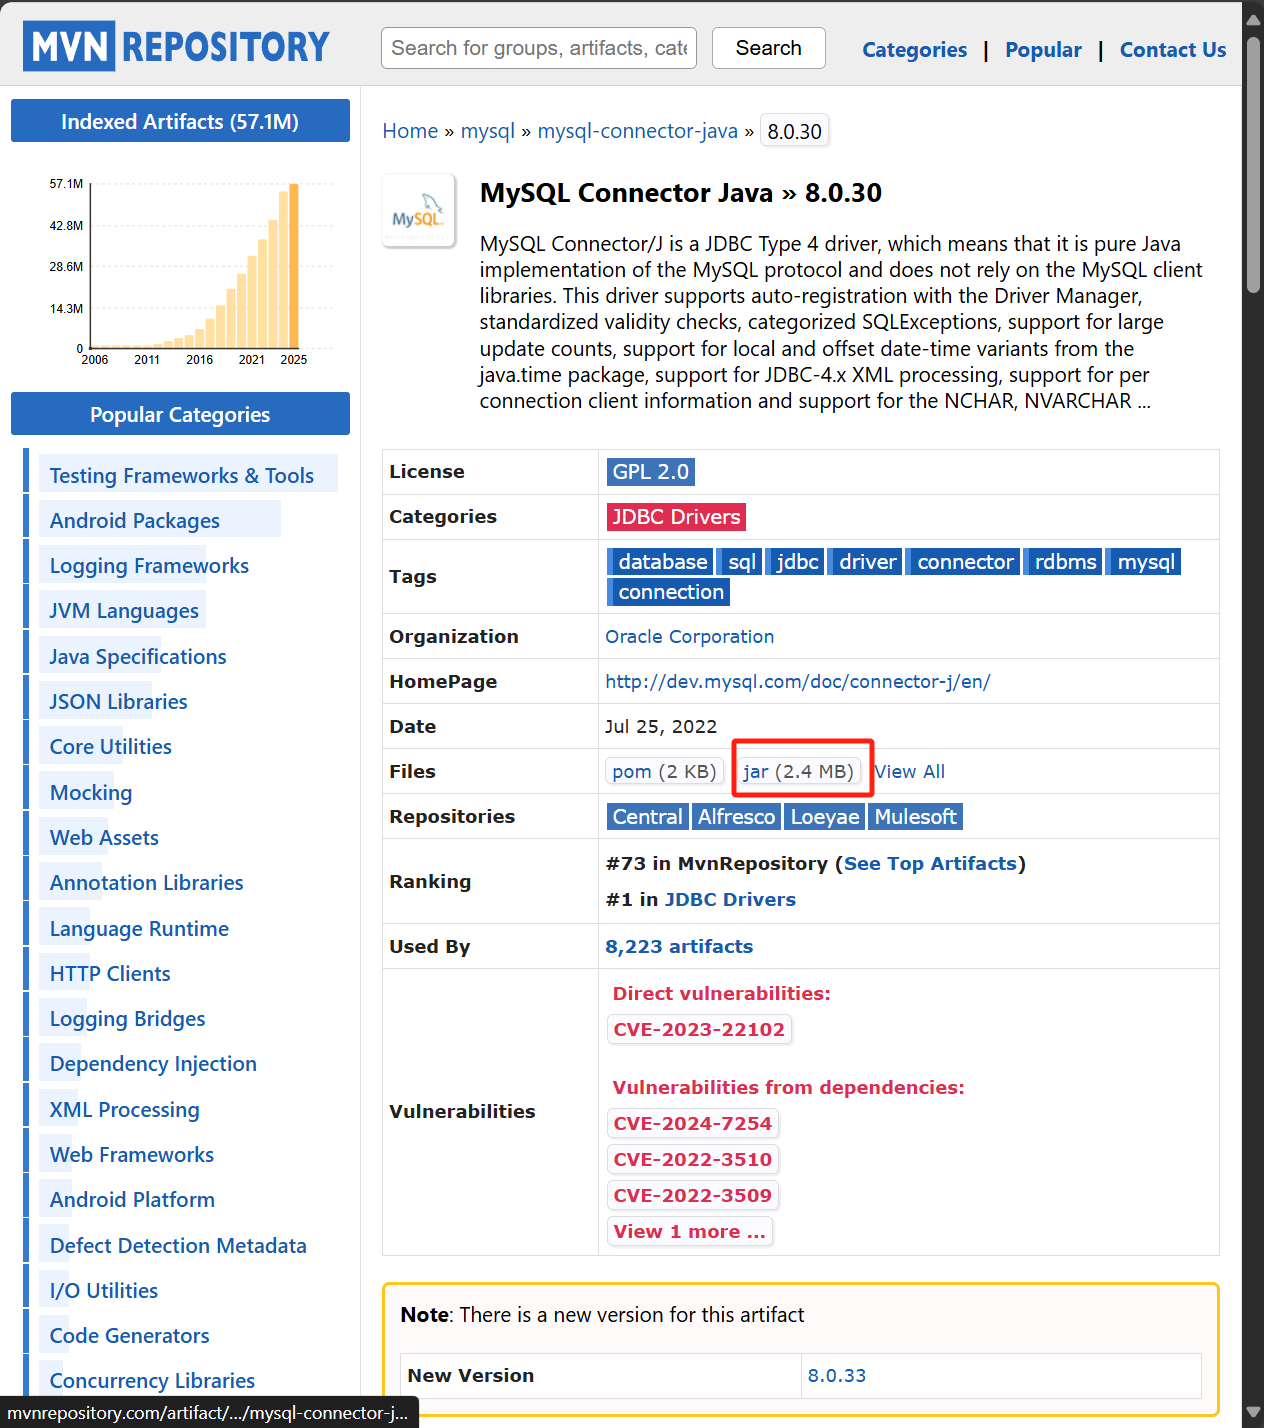 MVN REPOSITORY
Search for groups, artifacts, cate
Search
Categories | Popular | Contact Us
Indexed Artifacts (57.1M)
57.1M
42.8M
28.6M
14.3M
0
2006 2011 2016 2021 2025
Popular Categories
Testing Frameworks & Tools
Android Packages
Logging Frameworks
JVM Languages
Java Specifications
JSON Libraries
Core Utilities
Mocking
Web Assets
Annotation Libraries
Language Runtime
HTTP Clients
Logging Bridges
Dependency Injection
XML Processing
Web Frameworks
Android Platform
Defect Detection Metadata
I/O Utilities
Code Generators
Concurrency Libraries
mvnrepository.com/artifact/.../mysql-connector-j...
Home » mysql » mysql-connector-java » 8.0.30
MySQL
MySQL Connector Java » 8.0.30
MySQL Connector/J is a JDBC Type 4 driver, which means that it is pure Java
implementation of the MySQL protocol and does not rely on the MySQL client
libraries. This driver supports auto-registration with the Driver Manager,
standardized validity checks, categorized SQLExceptions, support for large
update counts, support for local and offset date-time variants from the
java.time package, support for JDBC-4.x XML processing, support for per
connection client information and support for the NCHAR, NVARCHAR ...
License GPL 2.0
Categories JDBC Drivers
Tags database sql jdbc driver connector rdbms mysql
connection
Organization Oracle Corporation
HomePage http://dev.mysql.com/doc/connector-j/en/
Date Jul 25, 2022
Files pom (2 KB) jar (2.4 MB) View All
Repositories Central Alfresco Loeyae Mulesoft
Ranking #73 in MvnRepository (See Top Artifacts)
#1 in JDBC Drivers
Used By 8,223 artifacts
Vulnerabilities Direct vulnerabilities:
CVE-2023-22102
Vulnerabilities from dependencies:
CVE-2024-7254
CVE-2022-3510
CVE-2022-3509
View 1 more ...
Note: There is a new version for this artifact
New Version 8.0.33